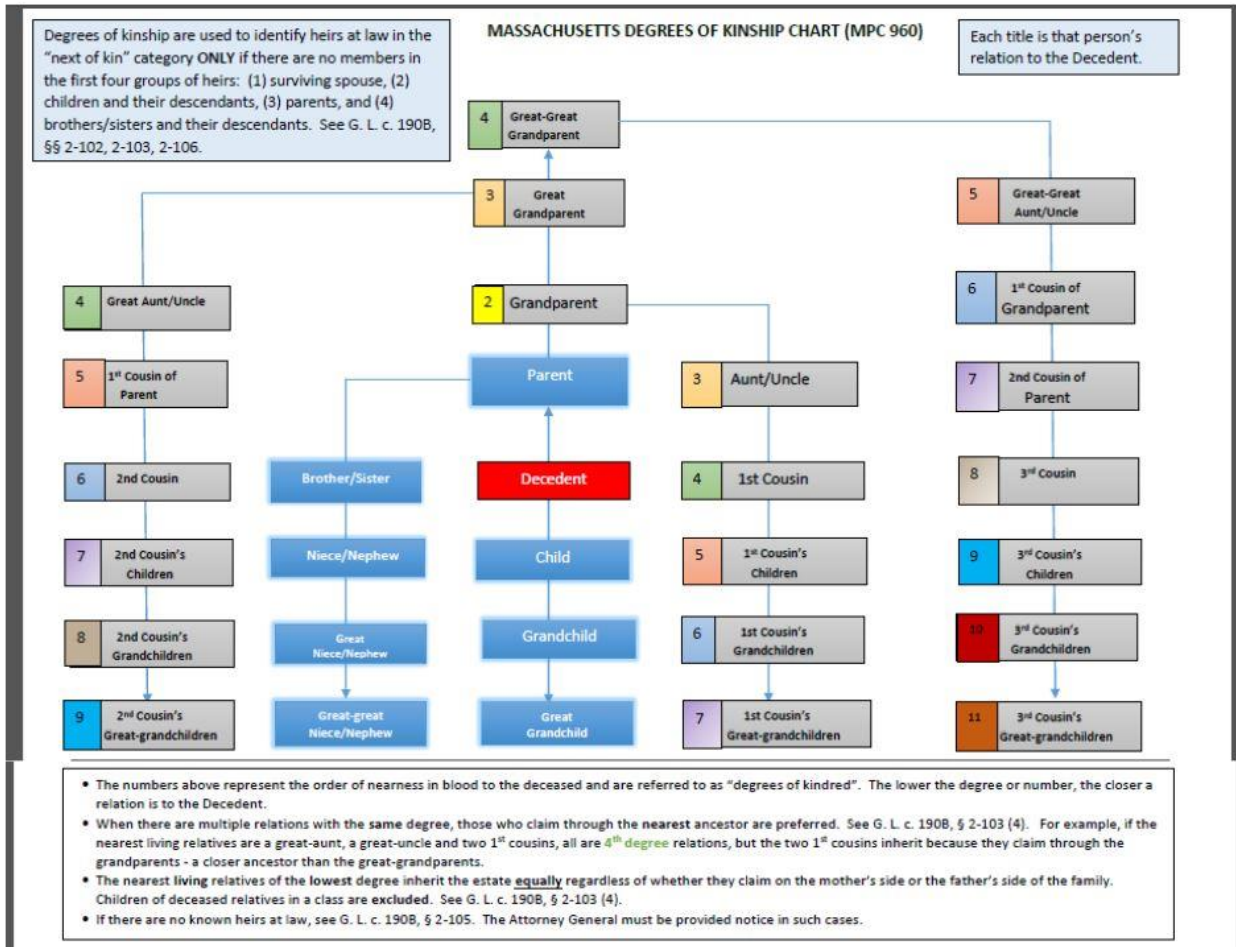 Degrees of kinship are used to identify heirs at law in the
“next of kin” category ONLY if there are no members in
the first four groups of heirs: (1) surviving spouse, (2)
children and their descendants, (3) parents, and (4)
brothers/sisters and their descendants. See G. L. c. 190B,
§§ 2-102, 2-103, 2-106.
MASSACHUSETTS DEGREES OF KINSHIP CHART (MPC 960)
Each title is that person’s
relation to the Decedent.
4 Great-Great
Grandparent
3 Great
Grandparent
5 Great-Great
Aunt/Uncle
4 Great Aunt/Uncle
2 Grandparent
6 1st Cousin of
Grandparent
5 1st Cousin of
Parent
Parent
3 Aunt/Uncle
7 2nd Cousin of
Parent
6 2nd Cousin
Brother/Sister
Decedent
4 1st Cousin
8 3rd Cousin
7 2nd Cousin’s
Children
Niece/Nephew
Child
5 1st Cousin’s
Children
9 3rd Cousin’s
Children
8 2nd Cousin’s
Grandchildren
Great
Niece/Nephew
Grandchild
6 1st Cousin’s
Grandchildren
10 3rd Cousin’s
Grandchildren
9 2nd Cousin’s
Great-grandchildren
Great-great
Niece/Nephew
Great
Grandchild
7 1st Cousin’s
Great-grandchildren
11 3rd Cousin’s
Great-grandchildren
• The numbers above represent the order of nearness in blood to the deceased and are referred to as “degrees of kindred”. The lower the degree or number, the closer a
relation is to the Decedent.
• When there are multiple relations with the same degree, those who claim through the nearest ancestor are preferred. See G. L. c. 190B, § 2-103 (4). For example, if the
nearest living relatives are a great-aunt, a great-uncle and two 1st cousins, all are 4th degree relations, but the two 1st cousins inherit because they claim through the
grandparents - a closer ancestor than the great-grandparents.
• The nearest living relatives of the lowest degree inherit the estate equally regardless of whether they claim on the mother’s side or the father’s side of the family.
Children of deceased relatives in a class are excluded. See G. L. c. 190B, § 2-103 (4).
• If there are no known heirs at law, see G. L. c. 190B, § 2-105. The Attorney General must be provided notice in such cases.